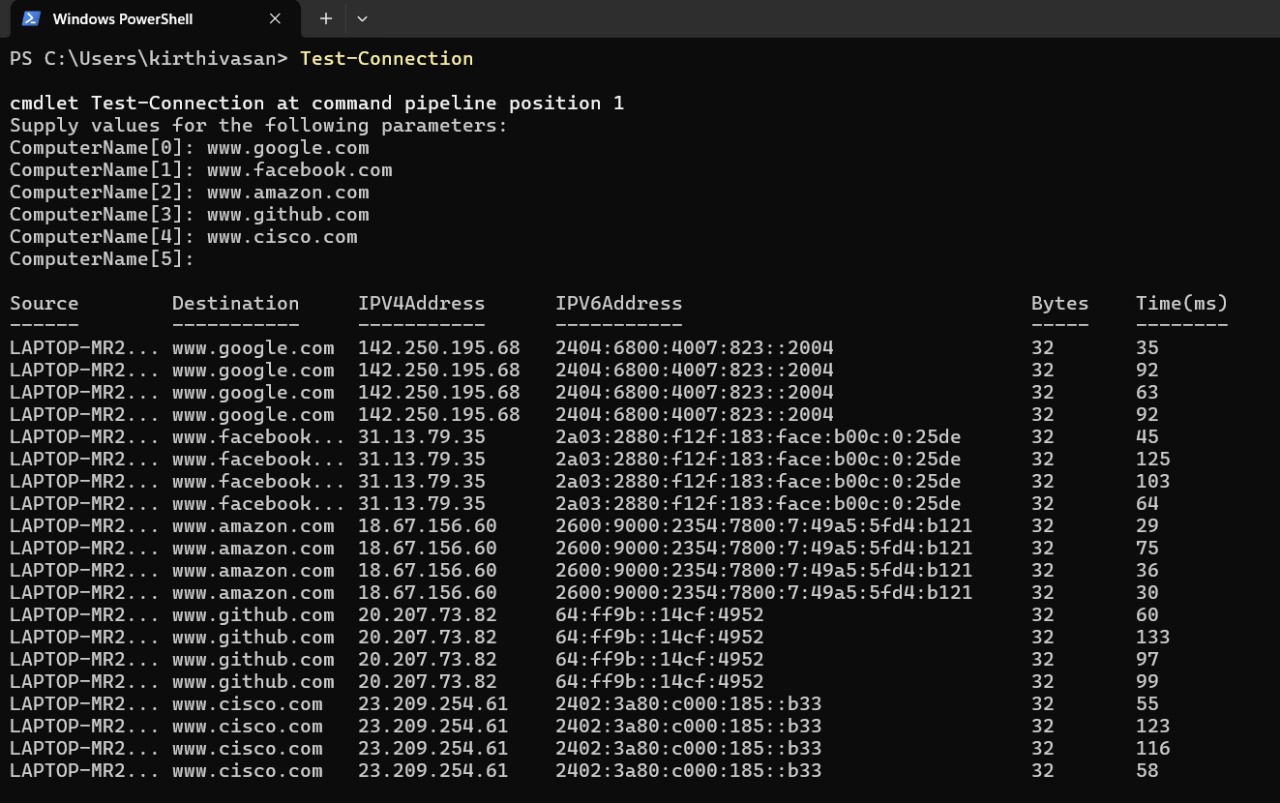 Windows PowerShell
PS C:\Users\kirthivasan> Test-Connection
cmdlet Test-Connection at command pipeline position 1
Supply values for the following parameters:
ComputerName[0]: www.google.com
ComputerName[1]: www.facebook.com
ComputerName[2]: www.amazon.com
ComputerName[3]: www.github.com
ComputerName[4]: www.cisco.com
ComputerName[5]:
Source Destination IPV4Address IPV6Address Bytes Time(ms)
------ ----------- ----------- ----------- ----- --------
LAPTOP-MR2... www.google.com 142.250.195.68 2404:6800:4007:823::2004 32 35
LAPTOP-MR2... www.google.com 142.250.195.68 2404:6800:4007:823::2004 32 92
LAPTOP-MR2... www.google.com 142.250.195.68 2404:6800:4007:823::2004 32 63
LAPTOP-MR2... www.google.com 142.250.195.68 2404:6800:4007:823::2004 32 92
LAPTOP-MR2... www.facebook... 31.13.79.35 2a03:2880:f12f:183:face:b00c:0:25de 32 45
LAPTOP-MR2... www.facebook... 31.13.79.35 2a03:2880:f12f:183:face:b00c:0:25de 32 125
LAPTOP-MR2... www.facebook... 31.13.79.35 2a03:2880:f12f:183:face:b00c:0:25de 32 103
LAPTOP-MR2... www.facebook... 31.13.79.35 2a03:2880:f12f:183:face:b00c:0:25de 32 64
LAPTOP-MR2... www.amazon.com 18.67.156.60 2600:9000:2354:7800:7:49a5:5fd4:b121 32 29
LAPTOP-MR2... www.amazon.com 18.67.156.60 2600:9000:2354:7800:7:49a5:5fd4:b121 32 75
LAPTOP-MR2... www.amazon.com 18.67.156.60 2600:9000:2354:7800:7:49a5:5fd4:b121 32 36
LAPTOP-MR2... www.amazon.com 18.67.156.60 2600:9000:2354:7800:7:49a5:5fd4:b121 32 30
LAPTOP-MR2... www.github.com 20.207.73.82 64:ff9b::14cf:4952 32 60
LAPTOP-MR2... www.github.com 20.207.73.82 64:ff9b::14cf:4952 32 133
LAPTOP-MR2... www.github.com 20.207.73.82 64:ff9b::14cf:4952 32 97
LAPTOP-MR2... www.github.com 20.207.73.82 64:ff9b::14cf:4952 32 99
LAPTOP-MR2... www.cisco.com 23.209.254.61 2402:3a80:c000:185::b33 32 55
LAPTOP-MR2... www.cisco.com 23.209.254.61 2402:3a80:c000:185::b33 32 123
LAPTOP-MR2... www.cisco.com 23.209.254.61 2402:3a80:c000:185::b33 32 116
LAPTOP-MR2... www.cisco.com 23.209.254.61 2402:3a80:c000:185::b33 32 58